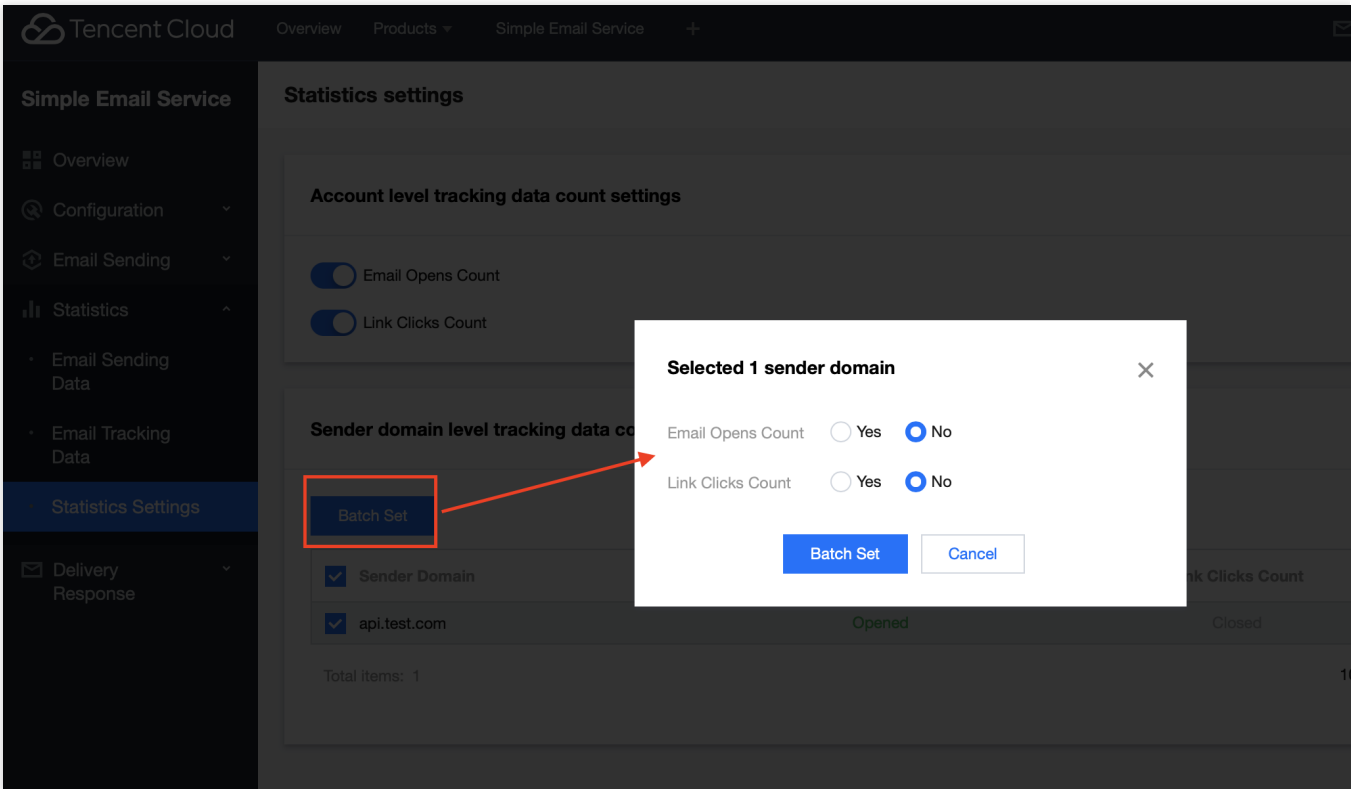 Tencent Cloud
Overview
Products
Simple Email Service
Simple Email Service
Overview
Configuration
Email Sending
Statistics
Email Sending
Data
Email Tracking
Data
Statistics Settings
Delivery
Response
Statistics settings
Account level tracking data count settings
Email Opens Count
Link Clicks Count
Sender domain level tracking data
Batch Set
Sender Domain
Clicks Count
api.test.com
Opened
Closed
Total items: 1
Selected 1 sender domain
Email Opens Count Yes No
Link Clicks Count Yes No
Batch Set
Cancel